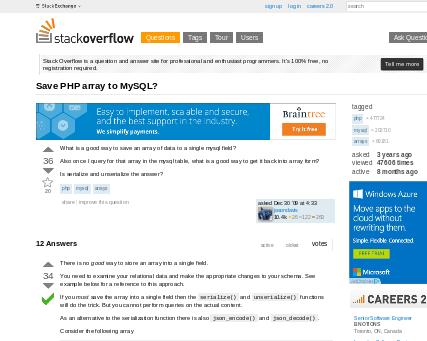 StackExchange
sign up log in careers 2.0
search
stackoverflow
Questions Tags Tour Users
Ask Questi
Stack Overflow is a question and answer site for professional and enthusiast programmers. It's 100% free, no
registration required.
Tell me more
Save PHP array to MySQL?
Easy to implement, scalable and secure,
and the best support in the industry.
We simplify payments.
Braintree
Try it free
What is a good way to save an array of data to a single mysql field?
36
Also once I query for that array in the mysql table, what is a good way to get it back into array form?
Is serialize and unserialize the answer?
20
php mysql arrays
share | improve this question
asked Dec 30 '09 at 4:33
10.4k
tagged
php
mysql
arrays
asked 3 years ago
viewed 47606 times
active 8 months ago
Windows Azure
Move apps to the
cloud without
rewriting them.
Simple. Flexible. Connected.
FREE TRIAL
Microsoft
12 Answers
active oldest votes
There is no good way to store an array into a single field.
34
You need to examine your relational data and make the appropriate changes to your schema. See
example below for a reference to this approach.
If you must save the array into a single field then the serialize() and unserialize() functions
will do the trick. But you cannot perform queries on the actual content.
As an alternative to the serialization function there is also json_encode() and json_decode() .
Consider the following array
CAREERS 2
Senior Software Engineer
BNOTIONS
Toronto, ON, Canada